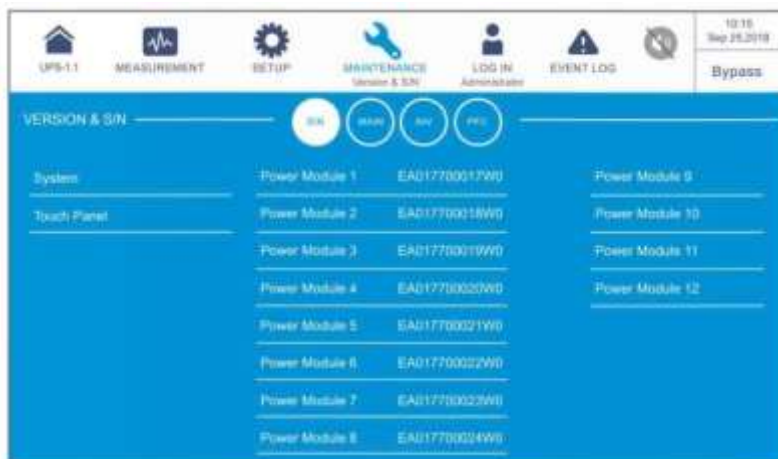 10:15
Sep 25,2018
UPS-1.1 MEASUREMENT SETUP MAINTENANCE LOG IN EVENT LOG
Version & S/N Administrator
Bypass
VERSION & S/N S/N MAIN INV PFC
System Power Module 1 EA017700017W0 Power Module 9
Touch Panel Power Module 2 EA017700018W0 Power Module 10
Power Module 3 EA017700019W0 Power Module 11
Power Module 4 EA017700020W0 Power Module 12
Power Module 5 EA017700021W0
Power Module 6 EA017700022W0
Power Module 7 EA017700023W0
Power Module 8 EA017700024W0